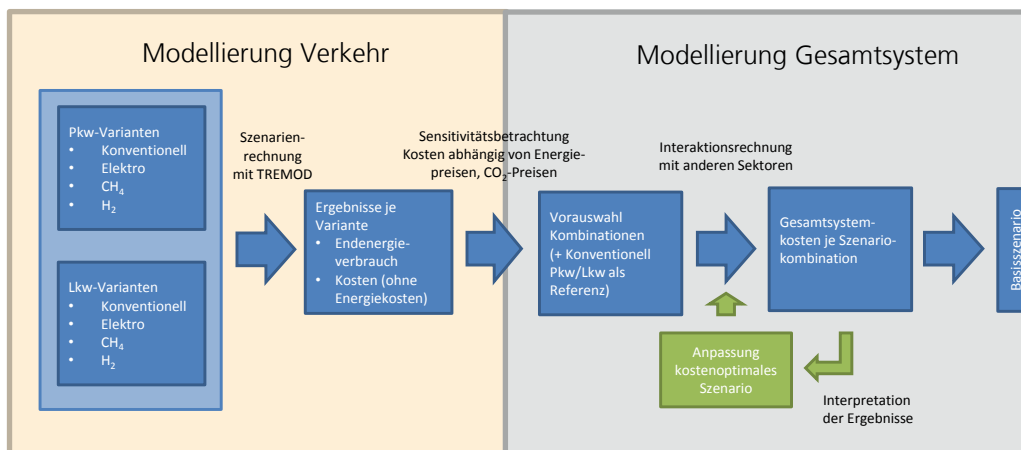 Modellierung Verkehr
Pkw-Varianten
• Konventionell
• Elektro
• CH₄
• H₂
Lkw-Varianten
• Konventionell
• Elektro
• CH₄
• H₂
Szenarien-
rechnung
mit TREMOD
Ergebnisse je
Variante
• Endenergie-
verbrauch
• Kosten (ohne
Energiekosten)
Sensitivitätsbetrachtung
Kosten abhängig von Energie-
preisen, CO₂-Preisen
Modellierung Gesamtsystem
Vorauswahl
Kombinationen
(+ Konventionell
Pkw/Lkw als
Referenz)
Interaktionsrechnung
mit anderen Sektoren
Gesamtsystem-
kosten je Szenario-
kombination
Anpassung
kostenoptimales
Szenario
Interpretation
der Ergebnisse
Basisszenario